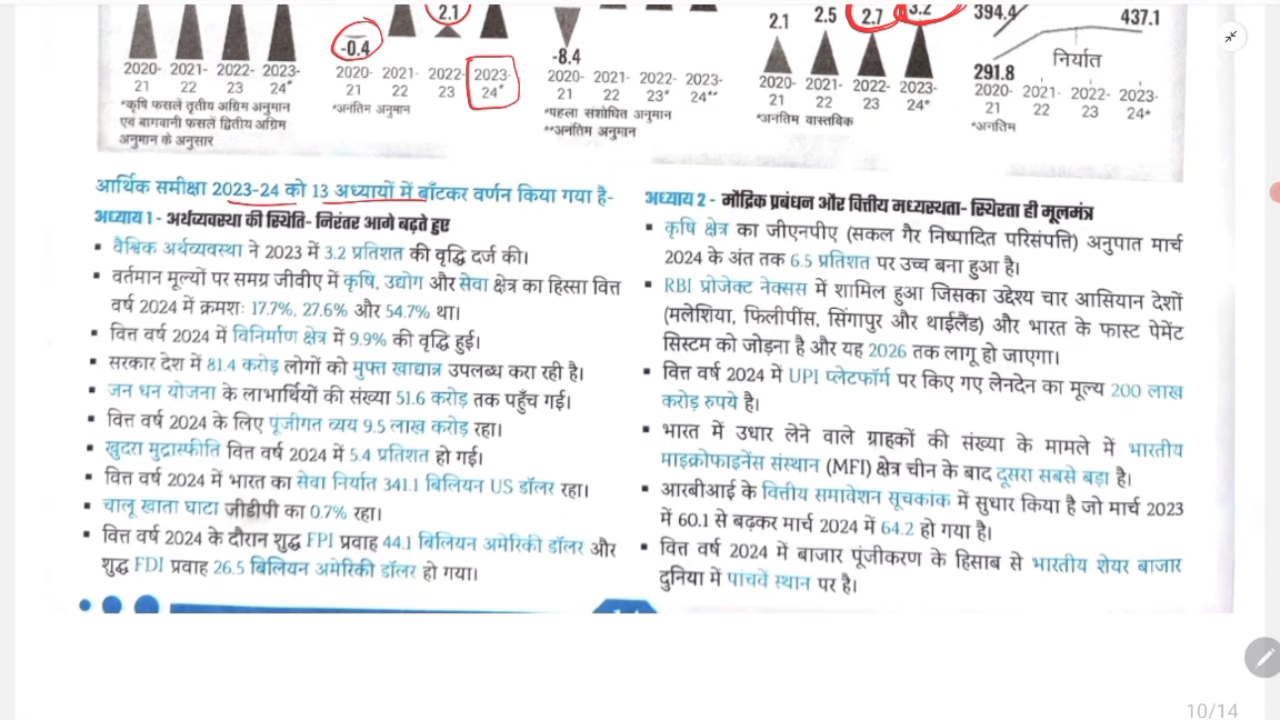 2.1
2.1
2.5
2.7
3.2
394.4
437.1
-0.4
-8.4
291.8
निर्यात
2020-21
2021-22
2022-23
2023-24*
2020-21
2021-22
2022-23
2023-24*
2020-21
2021-22
2022-23*
2023-24**
2020-21
2021-22
2022-23
2023-24*
2020-21
2021-22
2022-23
2023-24*
*कृषि फसलें तृतीय अग्रिम अनुमान
एवं बागवानी फसलें द्वितीय अग्रिम
अनुमान के अनुसार
*अनतिम अनुमान
*पहला संशोधित अनुमान
**अनतिम अनुमान
*अनतिम वास्तविक
*अनतिम
आर्थिक समीक्षा 2023-24 को 13 अध्यायों में बाँटकर वर्णन किया गया है-
अध्याय 1 - अर्थव्यवस्था की स्थिति- निरंतर आगे बढ़ते हुए
▪ वैश्विक अर्थव्यवस्था ने 2023 में 3.2 प्रतिशत की वृद्धि दर्ज की।
▪ वर्तमान मूल्यों पर समग्र जीवीए में कृषि, उद्योग और सेवा क्षेत्र का हिस्सा वित्त
वर्ष 2024 में क्रमशः 17.7%, 27.6% और 54.7% था।
▪ वित्त वर्ष 2024 में विनिर्माण क्षेत्र में 9.9% की वृद्धि हुई।
▪ सरकार देश में 81.4 करोड़ लोगों को मुफ्त खाद्यान्न उपलब्ध करा रही है।
▪ जन धन योजना के लाभार्थियों की संख्या 51.6 करोड़ तक पहुँच गई।
▪ वित्त वर्ष 2024 के लिए पूंजीगत व्यय 9.5 लाख करोड़ रहा।
▪ खुदरा मुद्रास्फीति वित्त वर्ष 2024 में 5.4 प्रतिशत हो गई।
▪ वित्त वर्ष 2024 में भारत का सेवा निर्यात 341.1 बिलियन US डॉलर रहा।
▪ चालू खाता घाटा जीडीपी का 0.7% रहा।
▪ वित्त वर्ष 2024 के दौरान शुद्ध FPI प्रवाह 44.1 बिलियन अमेरिकी डॉलर और
शुद्ध FDI प्रवाह 26.5 बिलियन अमेरिकी डॉलर हो गया।
अध्याय 2 - मौद्रिक प्रबंधन और वित्तीय मध्यस्थता- स्थिरता ही मूलमंत्र
▪ कृषि क्षेत्र का जीएनपीए (सकल गैर निष्पादित परिसंपत्ति) अनुपात मार्च
2024 के अंत तक 6.5 प्रतिशत पर उच्च बना हुआ है।
▪ RBI प्रोजेक्ट नेक्सस में शामिल हुआ जिसका उद्देश्य चार आसियान देशों
(मलेशिया, फिलीपींस, सिंगापुर और थाईलैंड) और भारत के फास्ट पेमेंट
सिस्टम को जोड़ना है और यह 2026 तक लागू हो जाएगा।
▪ वित्त वर्ष 2024 में UPI प्लेटफॉर्म पर किए गए लेनदेन का मूल्य 200 लाख
करोड़ रुपये है।
▪ भारत में उधार लेने वाले ग्राहकों की संख्या के मामले में भारतीय
माइक्रोफाइनेंस संस्थान (MFI) क्षेत्र चीन के बाद दूसरा सबसे बड़ा है।
▪ आरबीआई के वित्तीय समावेशन सूचकांक में सुधार किया है जो मार्च 2023
में 60.1 से बढ़कर मार्च 2024 में 64.2 हो गया है।
▪ वित्त वर्ष 2024 में बाजार पूंजीकरण के हिसाब से भारतीय शेयर बाजार
दुनिया में पांचवें स्थान पर है।
10/14